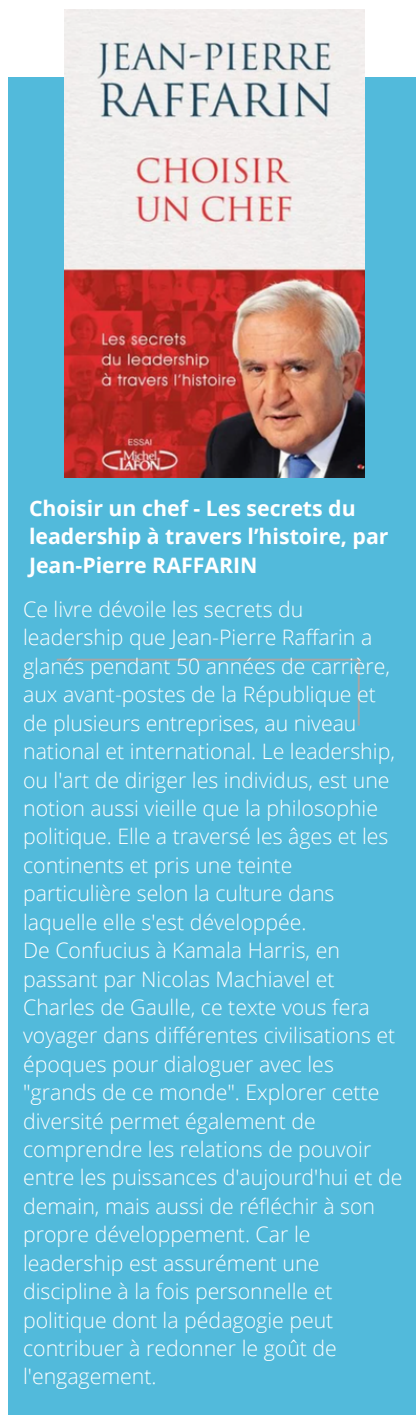 JEAN-PIERRE
RAFFARIN
CHOISIR
UN CHEF
Les secrets
du leadership
à travers l'histoire
ESSAI
Michel
LAFON
Choisir un chef - Les secrets du
leadership à travers l’histoire, par
Jean-Pierre RAFFARIN
Ce livre dévoile les secrets du
leadership que Jean-Pierre Raffarin a
glanés pendant 50 années de carrière,
aux avant-postes de la République et
de plusieurs entreprises, au niveau
national et international. Le leadership,
ou l'art de diriger les individus, est une
notion aussi vieille que la philosophie
politique. Elle a traversé les âges et les
continents et pris une teinte
particulière selon la culture dans
laquelle elle s'est développée.
De Confucius à Kamala Harris, en
passant par Nicolas Machiavel et
Charles de Gaulle, ce texte vous fera
voyager dans différentes civilisations et
époques pour dialoguer avec les
"grands de ce monde". Explorer cette
diversité permet également de
comprendre les relations de pouvoir
entre les puissances d'aujourd'hui et de
demain, mais aussi de réfléchir à son
propre développement. Car le
leadership est assurément une
discipline à la fois personnelle et
politique dont la pédagogie peut
contribuer à redonner le goût de
l'engagement.